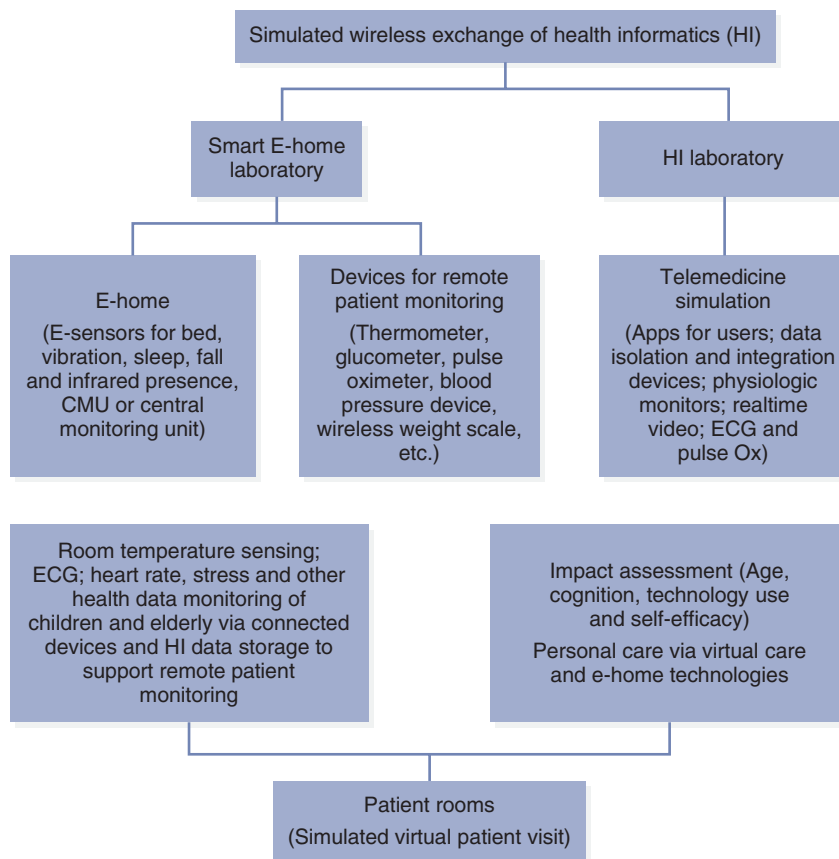 Simulated wireless exchange of health informatics (HI)
Smart E-home
laboratory
HI laboratory
E-home
(E-sensors for bed,
vibration, sleep, fall
and infrared presence,
CMU or central
monitoring unit)
Devices for remote
patient monitoring
(Thermometer,
glucometer, pulse
oximeter, blood
pressure device,
wireless weight scale,
etc.)
Telemedicine
simulation
(Apps for users; data
isolation and integration
devices; physiologic
monitors; realtime
video; ECG and
pulse Ox)
Room temperature sensing;
ECG; heart rate, stress and other
health data monitoring of
children and elderly via connected
devices and HI data storage to
support remote patient
monitoring
Impact assessment (Age,
cognition, technology use
and self-efficacy)
Personal care via virtual care
and e-home technologies
Patient rooms
(Simulated virtual patient visit)